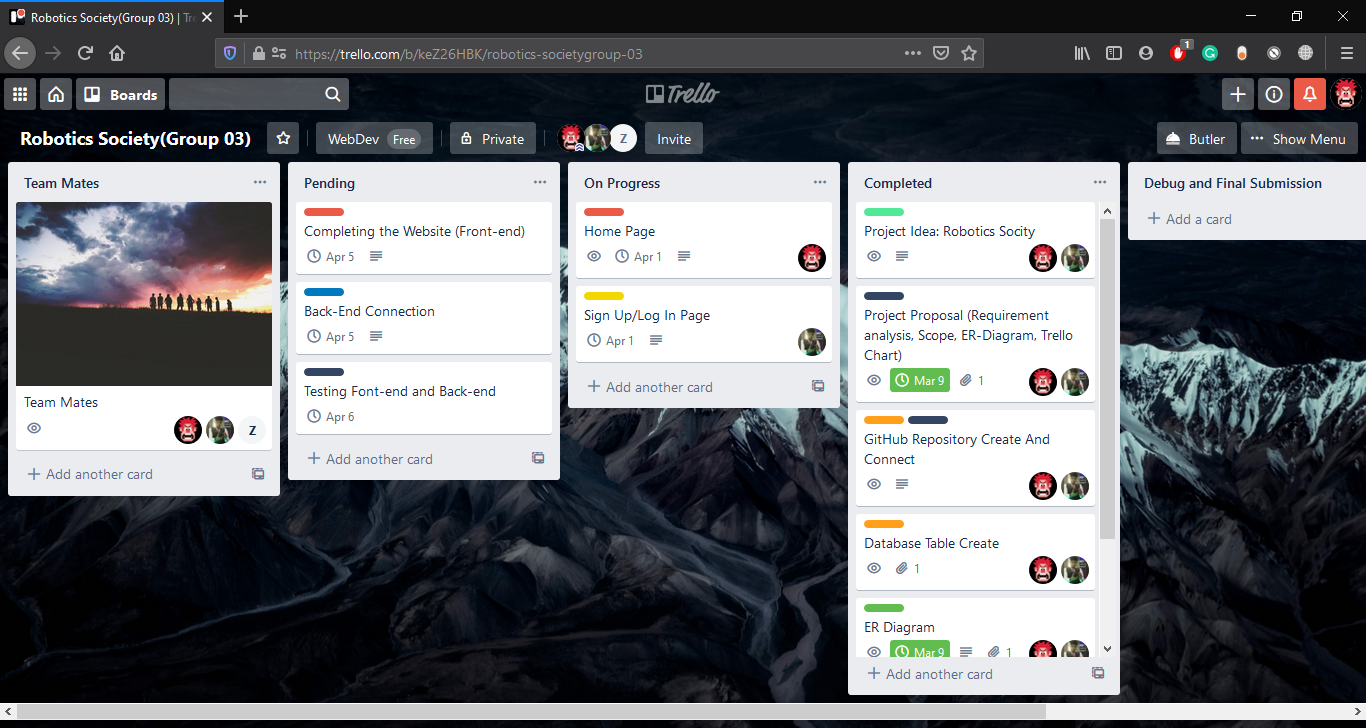 Robotics Society(Group 03) | Tre
https://trello.com/b/keZ26HBK/robotics-societygroup-03
1
Boards
Trello
Robotics Society(Group 03)
WebDev Free
Private
Z
Invite
Butler
Show Menu
Team Mates
Team Mates
Z
Add another card
Pending
Completing the Website (Front-end)
Apr 5
Back-End Connection
Apr 5
Testing Font-end and Back-end
Apr 6
Add another card
On Progress
Home Page
Apr 1
Sign Up/Log In Page
Apr 1
Add another card
Completed
Project Idea: Robotics Socity
Project Proposal (Requirement
analysis, Scope, ER-Diagram, Trello
Chart)
Mar 9
1
GitHub Repository Create And
Connect
Database Table Create
1
ER Diagram
Mar 9
1
Add another card
Debug and Final Submission
Add a card